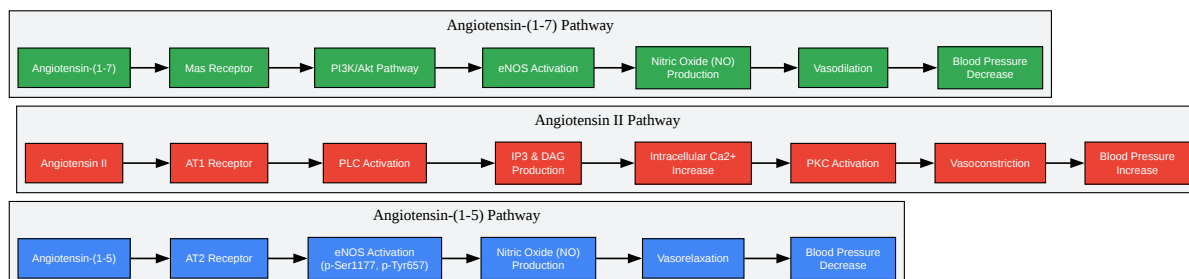 Angiotensin-(1-7) Pathway
Angiotensin-(1-7)
Mas Receptor
PI3K/Akt Pathway
eNOS Activation
Nitric Oxide (NO)
Production
Vasodilation
Blood Pressure
Decrease
Angiotensin II Pathway
Angiotensin II
AT1 Receptor
PLC Activation
IP3 & DAG
Production
Intracellular Ca2+
Increase
PKC Activation
Vasoconstriction
Blood Pressure
Increase
Angiotensin-(1-5) Pathway
Angiotensin-(1-5)
AT2 Receptor
eNOS Activation
(p-Ser1177, p-Tyr657)
Nitric Oxide (NO)
Production
Vasorelaxation
Blood Pressure
Decrease